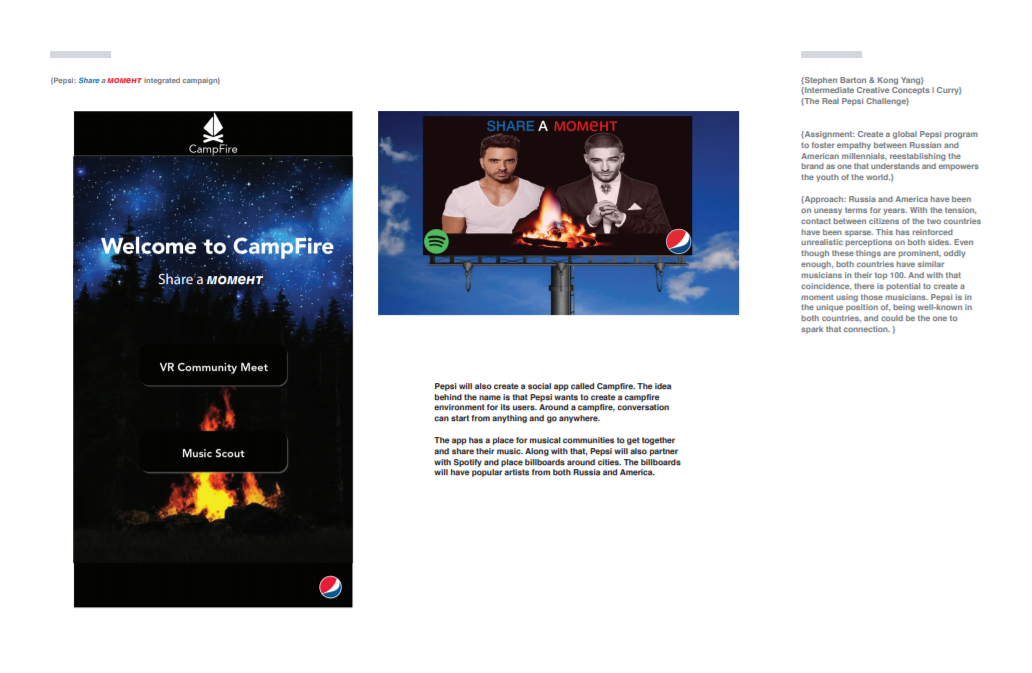 {Pepsi: Share a момент integrated campaign}
CampFire
Welcome to CampFire
Share a момент
VR Community Meet
Music Scout
SHARE A момент
Pepsi will also create a social app called Campfire. The idea
behind the name is that Pepsi wants to create a campfire
environment for its users. Around a campfire, conversation
can start from anything and go anywhere.
The app has a place for musical communities to get together
and share their music. Along with that, Pepsi will also partner
with Spotify and place billboards around cities. The billboards
will have popular artists from both Russia and America.
{Stephen Barton & Kong Yang}
{Intermediate Creative Concepts | Curry}
{The Real Pepsi Challenge}
{Assignment: Create a global Pepsi program
to foster empathy between Russian and
American millennials, reestablishing the
brand as one that understands and empowers
the youth of the world.}
{Approach: Russia and America have been
on uneasy terms for years. With the tension,
contact between citizens of the two countries
have been sparse. This has reinforced
unrealistic perceptions on both sides. Even
though these things are prominent, oddly
enough, both countries have similar
musicians in their top 100. And with that
coincidence, there is potential to create a
moment using those musicians. Pepsi is in
the unique position of, being well-known in
both countries, and could be the one to
spark that connection. }